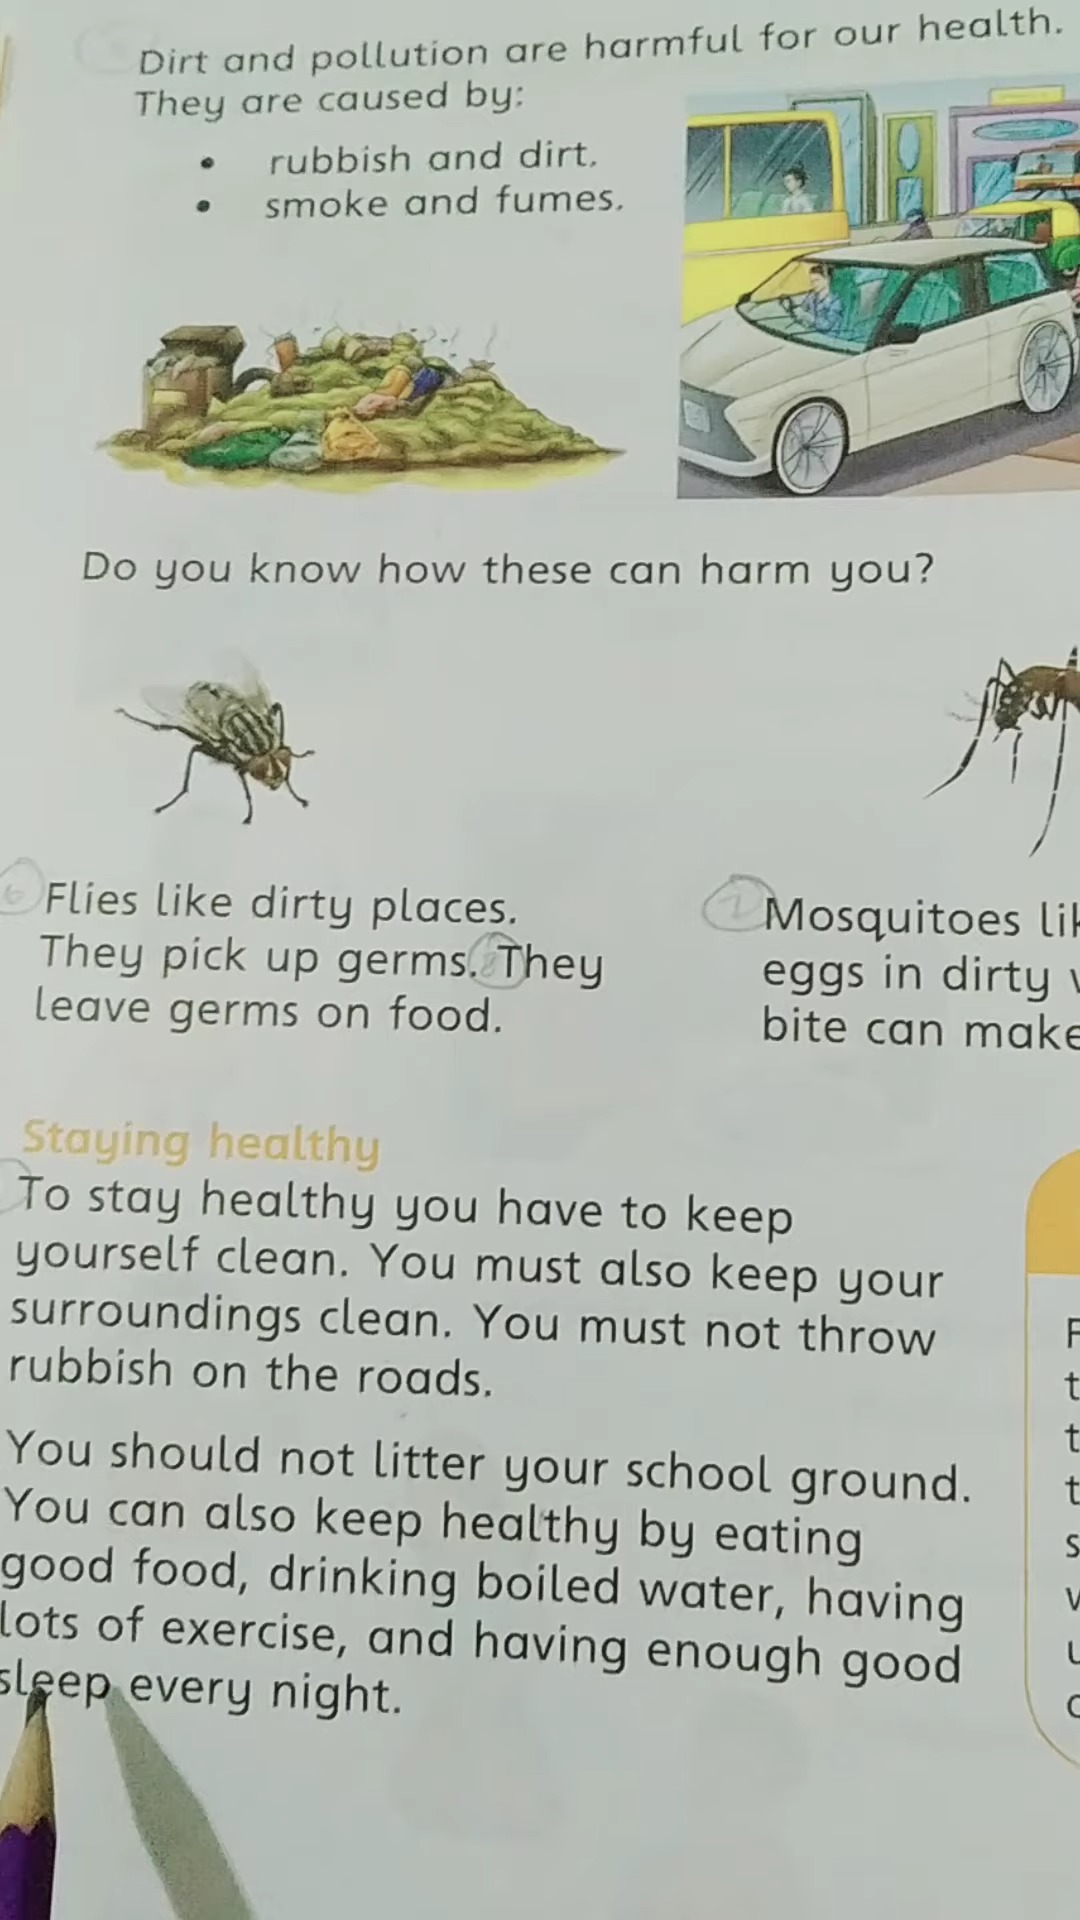 Dirt and pollution are harmful for our health.
They are caused by:
• rubbish and dirt.
• smoke and fumes.
Do you know how these can harm you?
6 Flies like dirty places.
They pick up germs. They
leave germs on food.
7 Mosquitoes
eggs in dirty
bite can make
Staying healthy
To stay healthy you have to keep
yourself clean. You must also keep your
surroundings clean. You must not throw
rubbish on the roads.
You should not litter your school ground.
You can also keep healthy by eating
good food, drinking boiled water, having
lots of exercise, and having enough good
sleep every night.